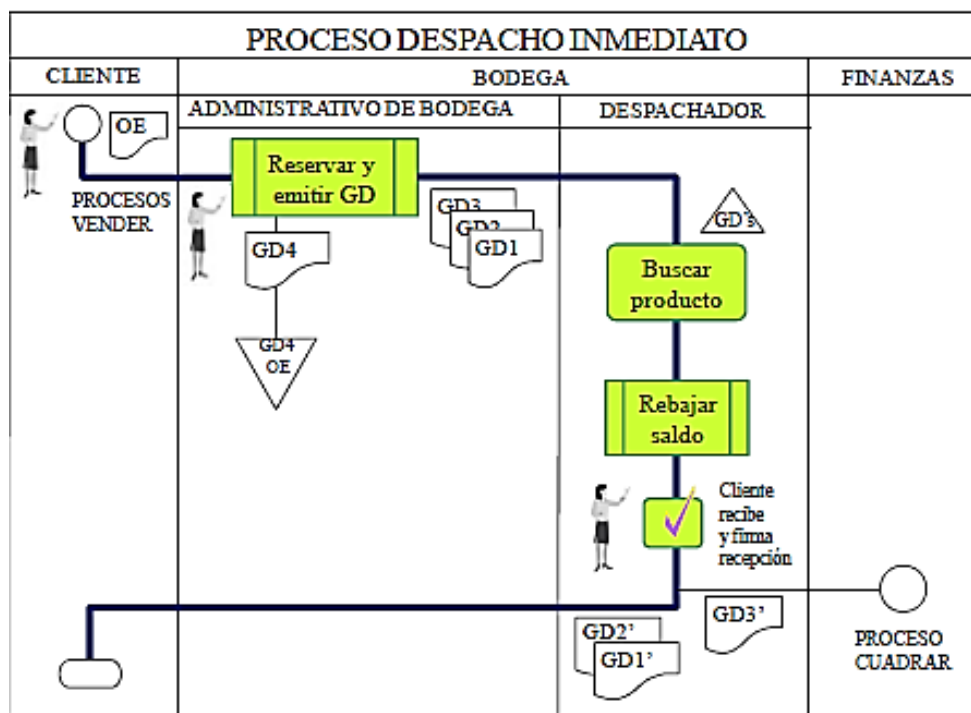 PROCESO DESPACHO INMEDIATO
CLIENTE
BODEGA
FINANZAS
ADMINISTRATIVO DE BODEGA
DESPACHADOR
OE
PROCESOS
VENDER
Reservar y
emitir GD
GD4
GD3
GD2
GD1
GD4
OE
GD's
Buscar
producto
Rebajar
saldo
Cliente
recibe
y firma
recepción
GD2'
GD1'
GD3'
PROCESO
CUADRAR